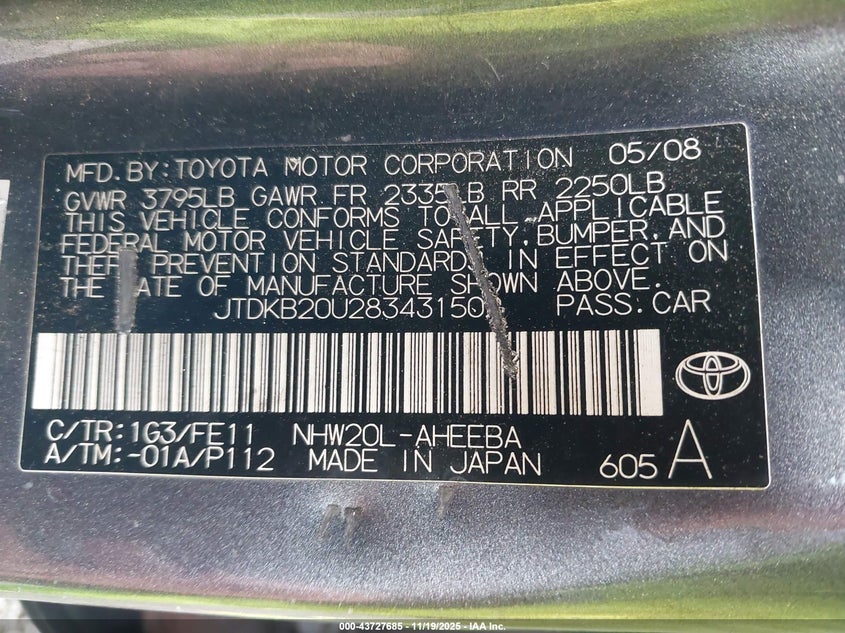 MFD.BY:TOYOTA MOTOR CORPORATION 05/08
GVWR 3795LB GAWR FR 2335LB RR 2250LB
THIS VEHICLE CONFORMS TO ALL APPLICABLE
FEDERAL MOTOR VEHICLE SAFETY,BUMPER,AND
THEFT PREVENTION STANDARDS IN EFFECT ON
THE DATE OF MANUFACTURE SHOWN ABOVE.
JTDKB20U28343150 PASS.CAR
C/TR:1G3/FE11 NHW20L-AHEEBA
A/TM:-01A/P112 MADE IN JAPAN 605 A
000-43727685 - 11/19/2025 - IAA Inc.